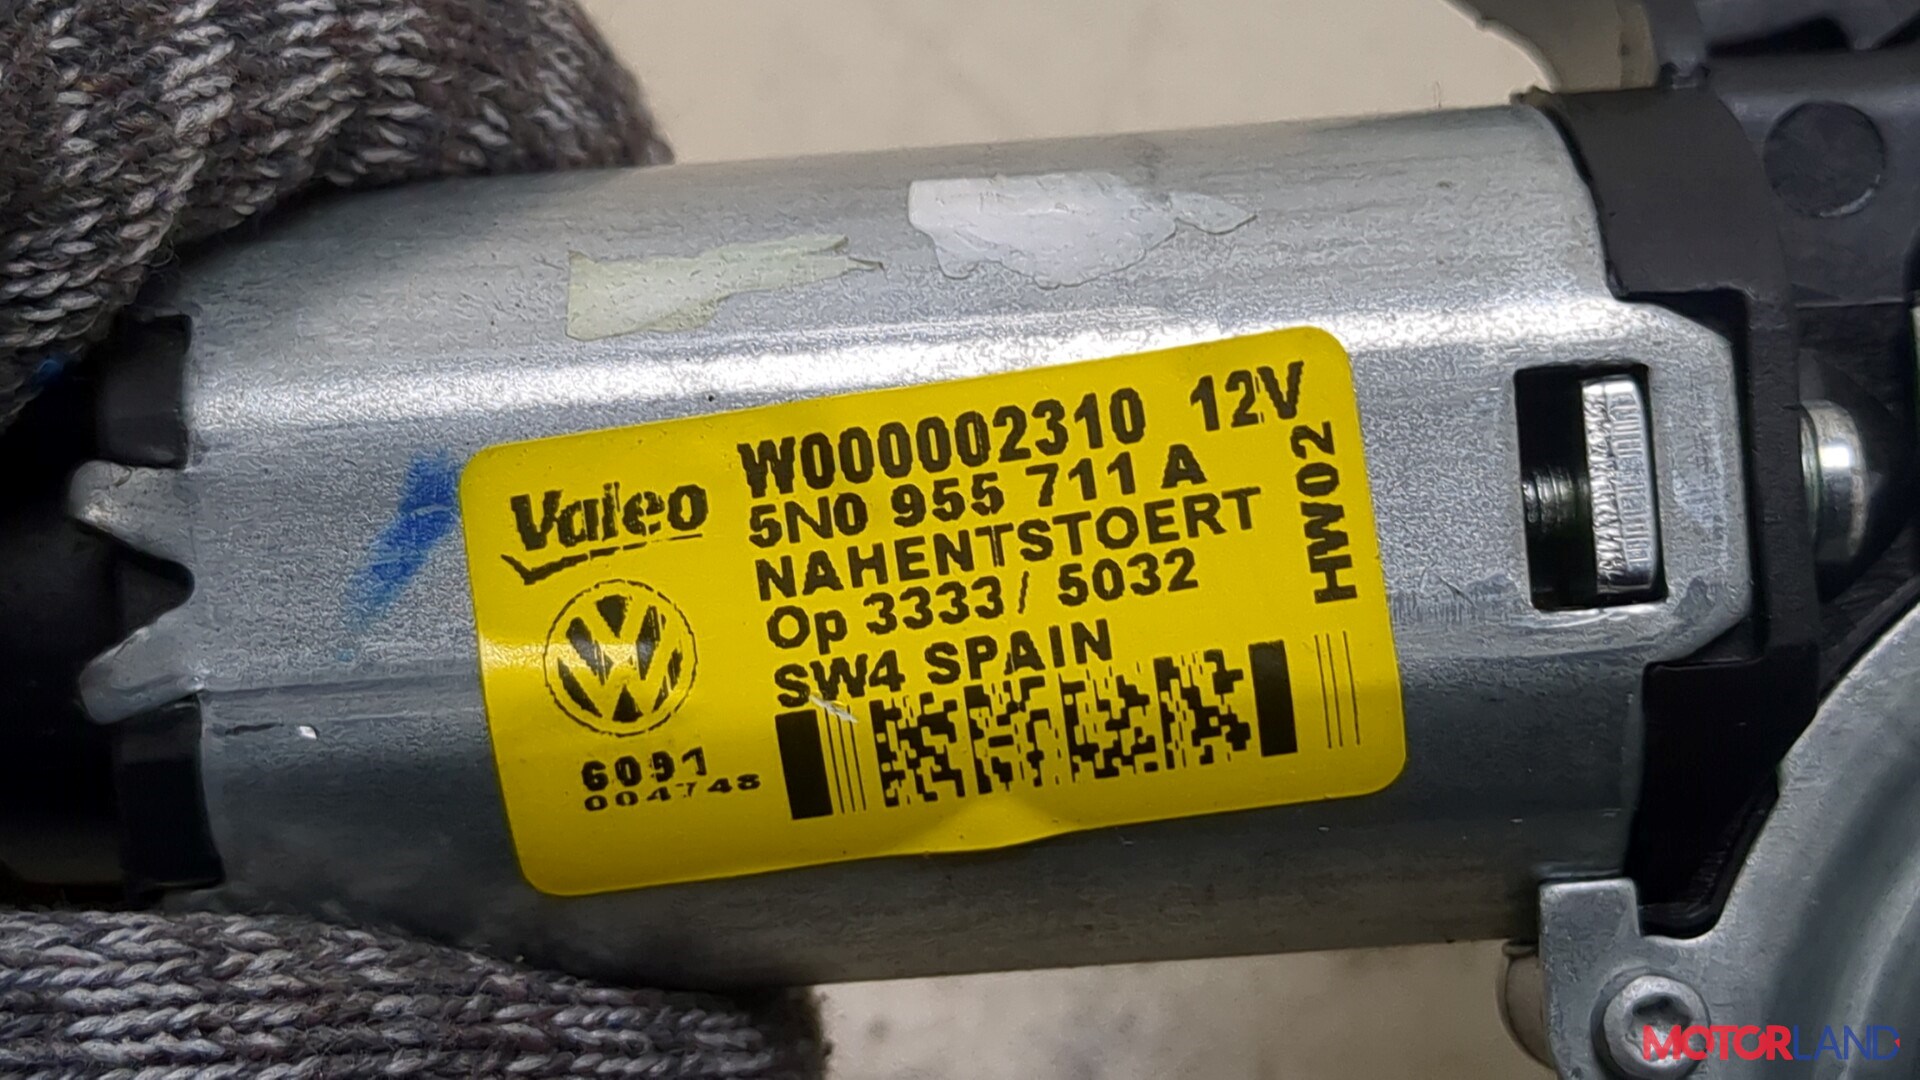 Valeo
W000002310 12V
5N0 955 711 A
NAHENTSTOERT
Op 3333/ 5032
SW4 SPAIN
HW02
6091
004748
MOTORLAND